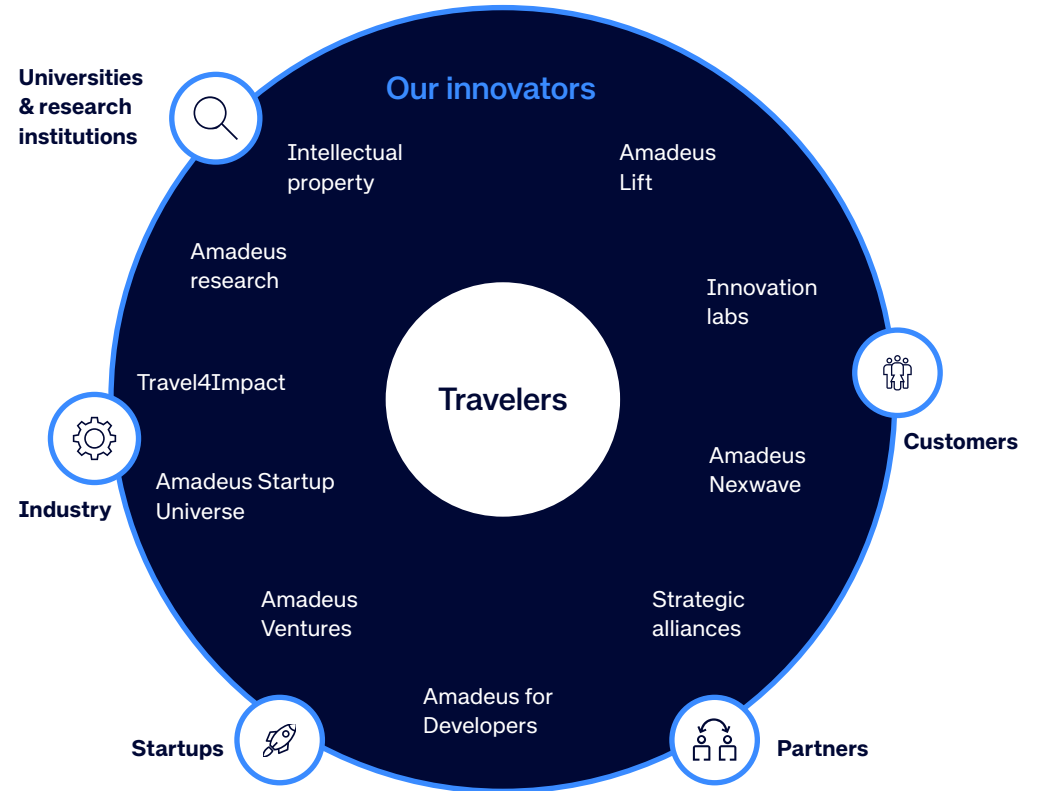 Universities
& research
institutions
Our innovators
Intellectual
property
Amadeus
Lift
Amadeus
research
Innovation
labs
Travel4Impact
Travelers
Customers
Amadeus
Nexwave
Amadeus Startup
Universe
Industry
Amadeus
Ventures
Strategic
alliances
Amadeus for
Developers
Startups
Partners